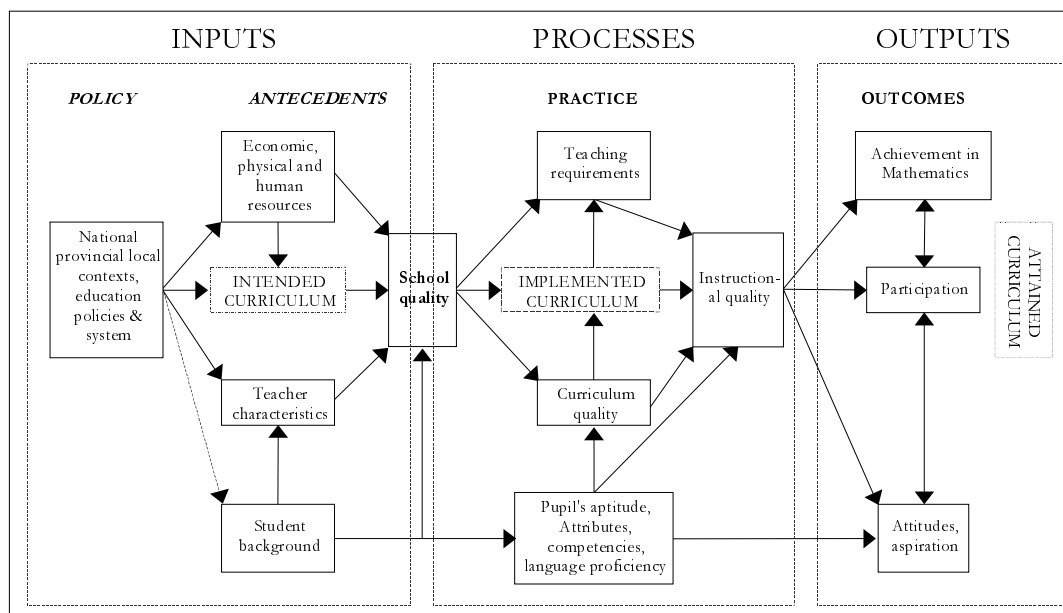 INPUTS
PROCESSES
OUTPUTS
POLICY
ANTECEDENTS
PRACTICE
OUTCOMES
Economic,
physical and
human
resources
Teaching
requirements
Achievement in
Mathematics
National
provincial local
contexts,
education
policies &
system
INTENDED
CURRICULUM
School
quality
IMPLEMENTED
CURRICULUM
Instruction-
al quality
Participation
ATTAINED
CURRICULUM
Teacher
characteristics
Curriculum
quality
Student
background
Pupil's aptitude,
Attributes,
competencies,
language proficiency
Attitudes,
aspiration